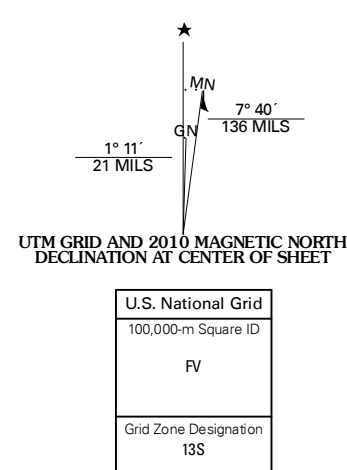 MN
7° 40´
136 MILS
GN
1° 11´
21 MILS
UTM GRID AND 2010 MAGNETIC NORTH
DECLINATION AT CENTER OF SHEET
U.S. National Grid
100,000-m Square ID
FV
Grid Zone Designation
13S